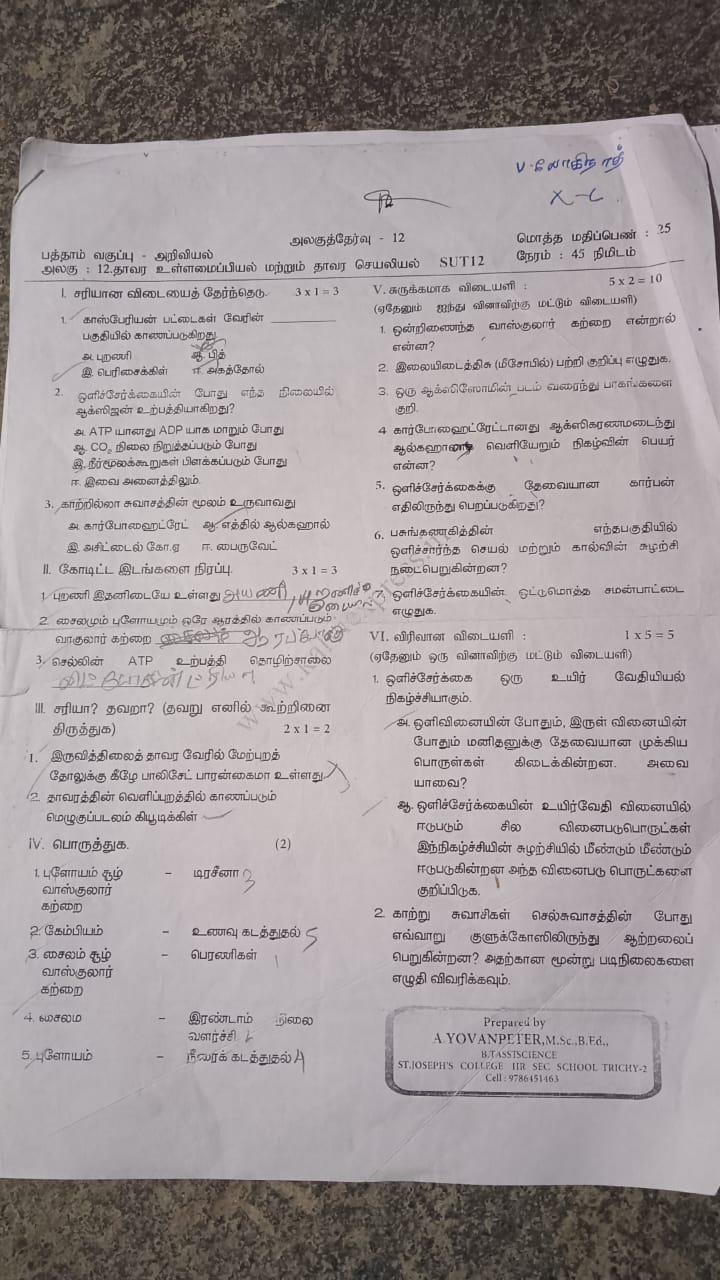 V. லோகிநாத்
X-C
அலகுத்தேர்வு - 12
மொத்த மதிப்பெண் : 25
பத்தாம் வகுப்பு - அறிவியல்
நேரம் : 45 நிமிடம்
அலகு : 12.தாவர உள்ளமைப்பியல் மற்றும் தாவர செயலியல் SUT12
I. சரியான விடையைத் தேர்ந்தெடு. 3 x 1 = 3
1. காஸ்பேரியன் பட்டைகள் வேரின் ________
பகுதியில் காணப்படுகிறது
அ. புறணி ஆ. பித்
இ. பெரிசைக்கிள் ஈ. அகத்தோல்
2. ஒளிச்சேர்க்கையின் போது எந்த நிலையில்
ஆக்ஸிஜன் உற்பத்தியாகிறது?
அ. ATP யானது ADP யாக மாறும் போது
ஆ. CO₂ நிலை நிறுத்தப்படும் போது
இ. நீர்மூலக்கூறுகள் பிளக்கப்படும் போது
ஈ. இவை அனைத்திலும்.
3. காற்றில்லா சுவாசத்தின் மூலம் உருவாவது
அ. கார்போஹைட்ரேட் ஆ. எத்தில் ஆல்கஹால்
இ. அசிட்டைல் கோ.ஏ ஈ. பைருவேட்
II. கோடிட்ட இடங்களை நிரப்பு. 3 x 1 = 3
1. புறணி இதனிடையே உள்ளது
2. சைலமும் புளோயமும் ஒரே ஆரத்தில் காணப்படும்
வாகுலார் கற்றை
3. செல்லின் ATP உற்பத்தி தொழிற்சாலை
III. சரியா? தவறா? (தவறு எனில் கூற்றினை
திருத்துக) 2 x 1 = 2
1. இருவித்திலைத் தாவர வேரில் மேற்புறத்
தோலுக்கு கீழே பாலிசேட் பாரன்கைமா உள்ளது
2. தாவரத்தின் வெளிப்புறத்தில் காணப்படும்
மெழுகுப்படலம் கியூடிக்கிள்
IV. பொருத்துக. (2)
1. புளோயம் சூழ் - டிரசீனா 3
வாஸ்குலார்
கற்றை
2. கேம்பியம் - உணவு கடத்துதல் 5
3. சைலம் சூழ் - பெரணிகள் 1
வாஸ்குலார்
கற்றை
4. சைலம - இரண்டாம் நிலை
வளர்ச்சி
5. புளோயம் - நீரைக் கடத்துதல் 4
V. சுருக்கமாக விடையளி : 5 x 2 = 10
(ஏதேனும் ஐந்து வினாவிற்கு மட்டும் விடையளி)
1. ஒன்றிணைந்த வாஸ்குலார் கற்றை என்றால்
என்ன?
2. இலையிடைத்திசு (மீசோபில்) பற்றி குறிப்பு எழுதுக.
3. ஒரு ஆக்ஸிஸோமின் படம் வரைந்து பாகங்களை
குறி.
4 கார்போஹைட்ரேட்டானது ஆக்ஸிகரணமடைந்து
ஆல்கஹாலாக வெளியேறும் நிகழ்வின் பெயர்
என்ன?
5. ஒளிச்சேர்க்கைக்கு தேவையான கார்பன்
எதிலிருந்து பெறப்படுகிறது?
6. பசுங்கணிகத்தின் எந்தபகுதியில்
ஒளிச்சார்ந்த செயல் மற்றும் கால்வின் சுழற்சி
நடைபெறுகின்றன?
7. ஒளிச்சேர்க்கையின் ஒட்டுமொத்த சமன்பாட்டை
எழுதுக.
VI. விரிவான விடையளி : 1 x 5 = 5
(ஏதேனும் ஒரு வினாவிற்கு மட்டும் விடையளி)
1. ஒளிச்சேர்க்கை ஒரு உயிர் வேதியியல்
நிகழ்ச்சியாகும்.
அ. ஒளிவினையின் போதும், இருள் வினையின்
போதும் மனிதனுக்கு தேவையான முக்கிய
பொருள்கள் கிடைக்கின்றன. அவை
யாவை?
ஆ. ஒளிச்சேர்க்கையின் உயிர்வேதி வினையில்
ஈடுபடும் சில வினைபடுபொருட்கள்
இந்நிகழ்ச்சியின் சுழற்சியில் மீண்டும் மீண்டும்
ஈடுபடுகின்றன அந்த வினைபடு பொருட்களை
குறிப்பிடுக.
2. காற்று சுவாசிகள் செல்சுவாசத்தின் போது
எவ்வாறு குளுக்கோஸிலிருந்து ஆற்றலைப்
பெறுகின்றன? அதற்கான மூன்று படிநிலைகளை
எழுதி விவரிக்கவும்.
Prepared by
A.YOVANPETER,M.Sc.,B.Ed.,
B.TASSTSCIENCE
ST.JOSEPH'S COLLEGE HR SEC SCHOOL TRICHY-2
Cell : 9786451463